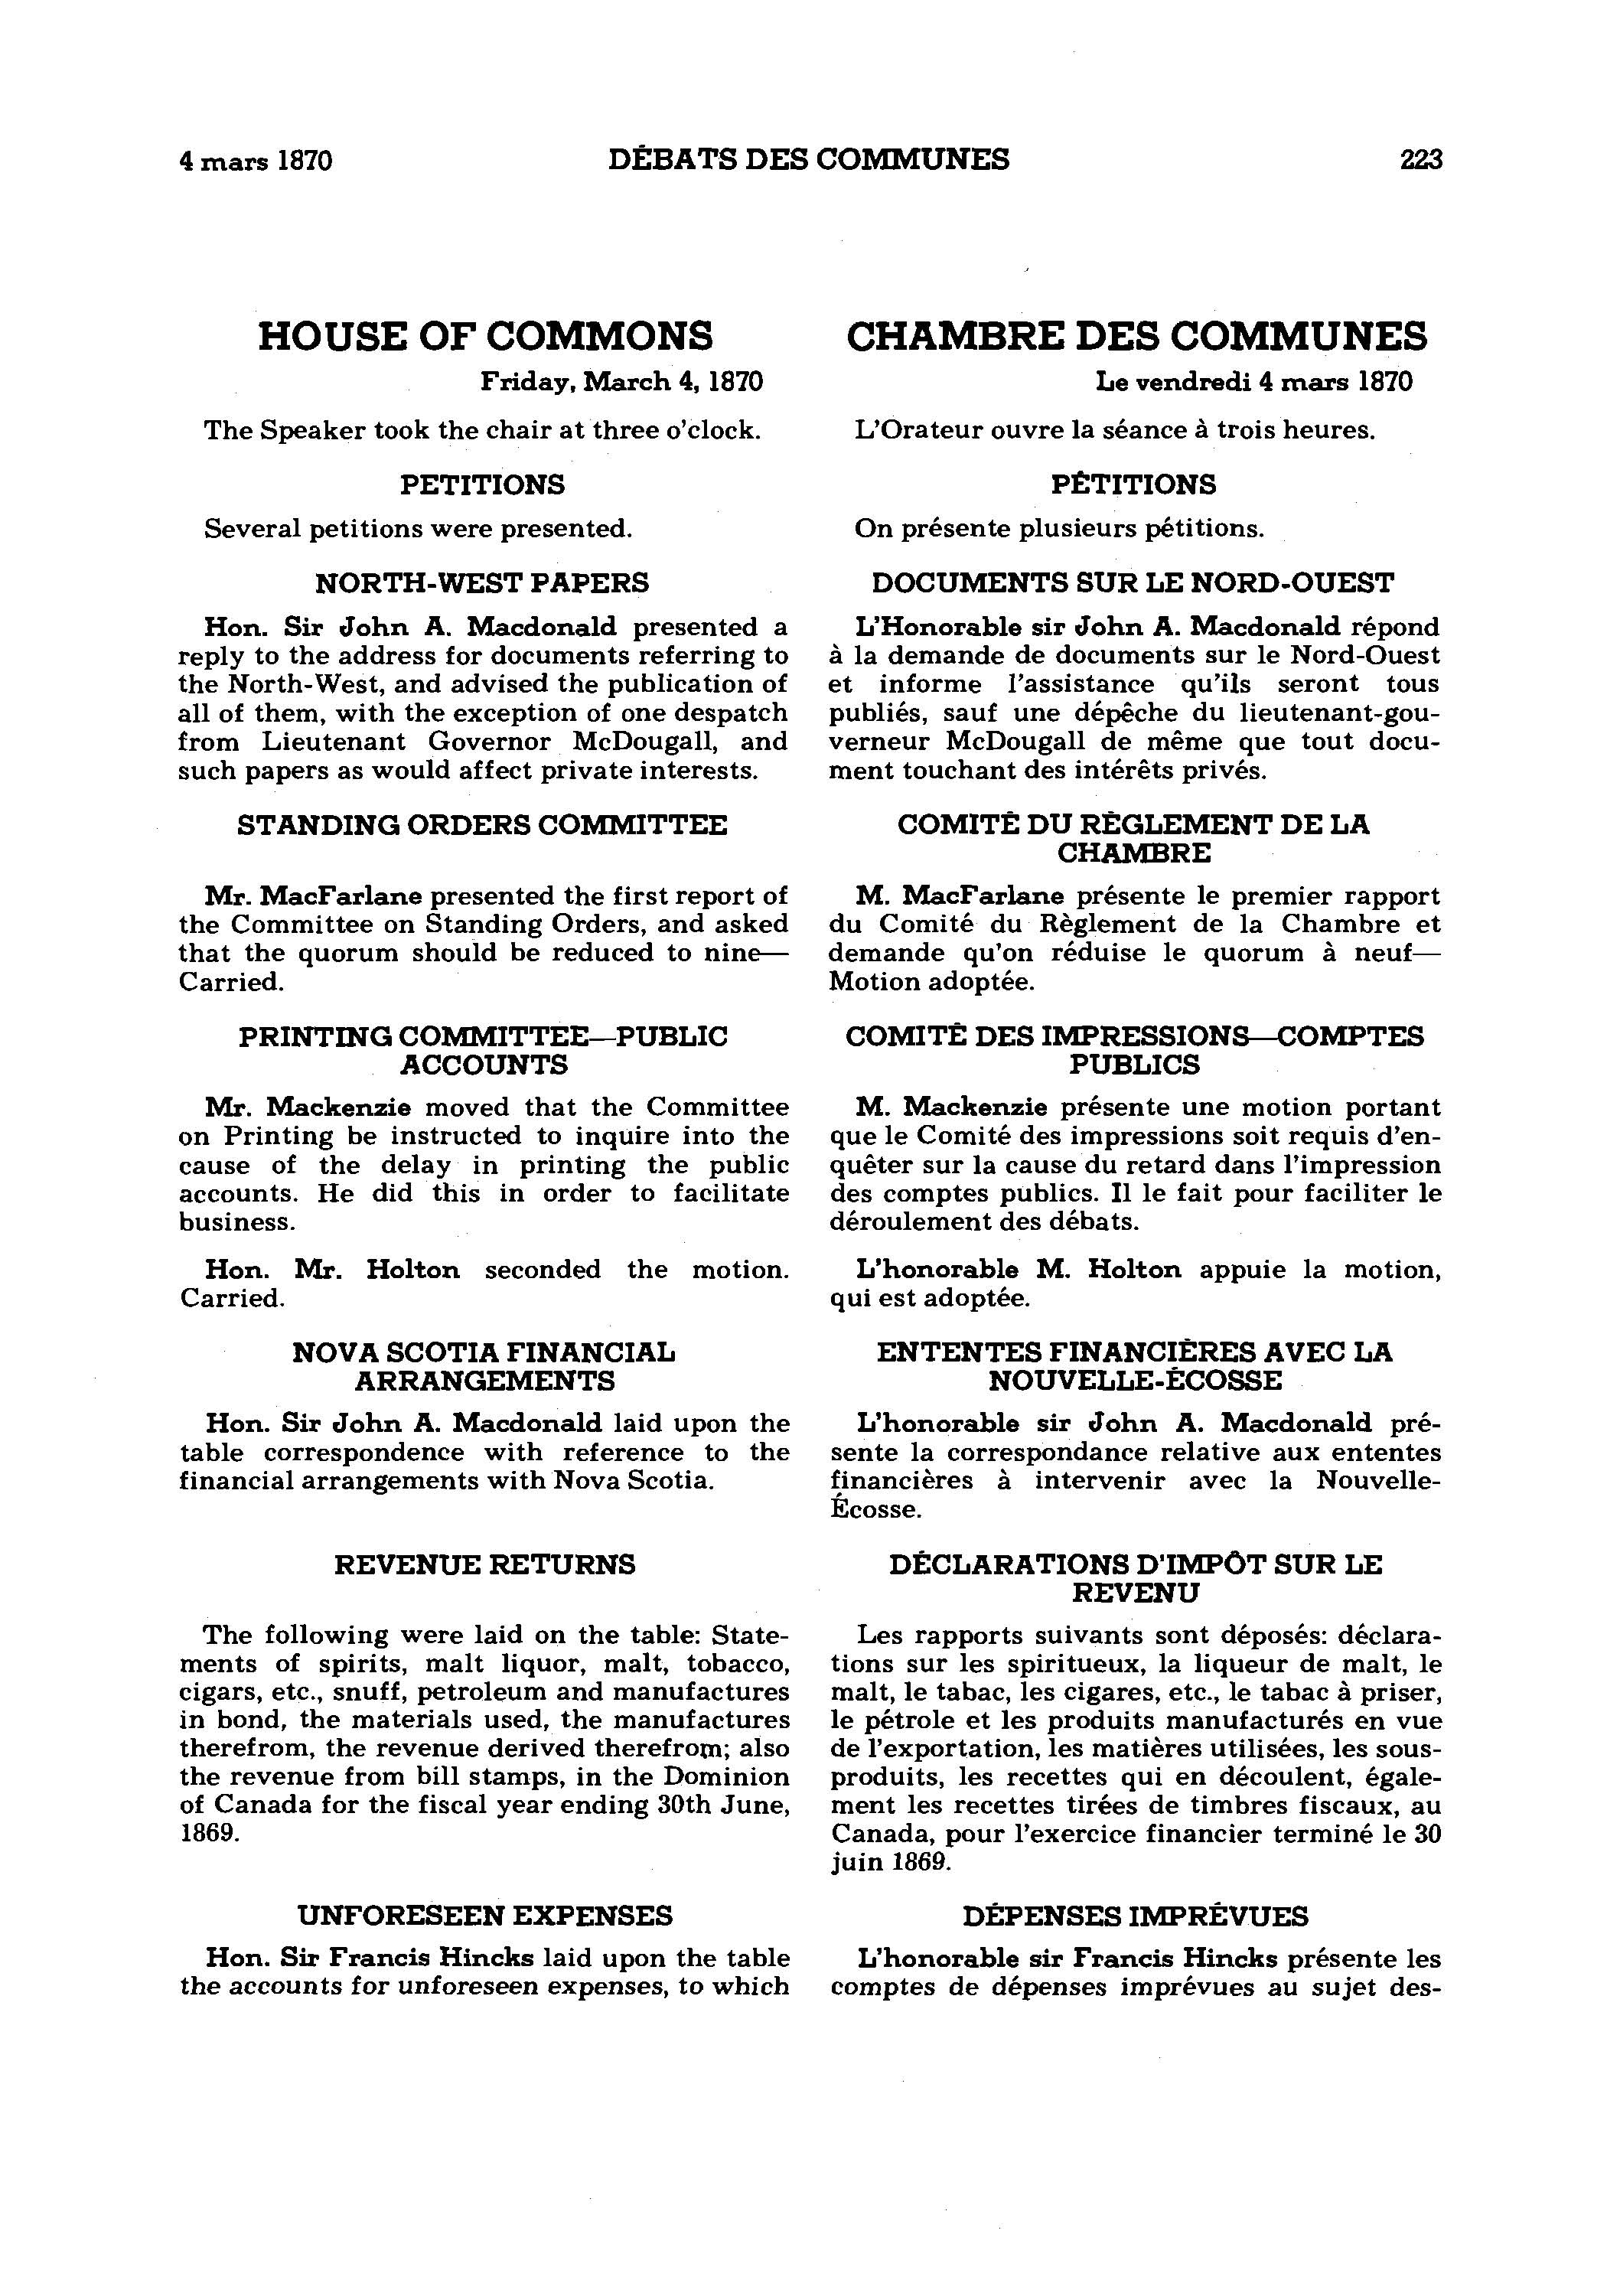 4 mars 1870
DÉBATS DES COMMUNES
223
HOUSE OF COMMONS
Friday, March 4, 1870
The Speaker took the chair at three o'clock.
PETITIONS
Several petitions were presented.
NORTH-WEST PAPERS
Hon. Sir John A. Macdonald presented a
reply to the address for documents referring to
the North-West, and advised the publication of
all of them, with the exception of one despatch
from Lieutenant Governor McDougall, and
such papers as would affect private interests.
STANDING ORDERS COMMITTEE
Mr. MacFarlane presented the first report of
the Committee on Standing Orders, and asked
that the quorum should be reduced to nine—
Carried.
PRINTING COMMITTEE—PUBLIC
ACCOUNTS
Mr. Mackenzie moved that the Committee
on Printing be instructed to inquire into the
cause of the delay in printing the public
accounts. He did this in order to facilitate
business.
Hon. Mr. Holton seconded the motion.
Carried.
NOVA SCOTIA FINANCIAL
ARRANGEMENTS
Hon. Sir John A. Macdonald laid upon the
table correspondence with reference to the
financial arrangements with Nova Scotia.
REVENUE RETURNS
The following were laid on the table: State-
ments of spirits, malt liquor, malt, tobacco,
cigars, etc., snuff, petroleum and manufactures
in bond, the materials used, the manufactures
therefrom, the revenue derived therefrom; also
the revenue from bill stamps, in the Dominion
of Canada for the fiscal year ending 30th June,
1869.
UNFORESEEN EXPENSES
Hon. Sir Francis Hincks laid upon the table
the accounts for unforeseen expenses, to which
CHAMBRE DES COMMUNES
Le vendredi 4 mars 1870
L'Orateur ouvre la séance à trois heures.
PÉTITIONS
On présente plusieurs pétitions.
DOCUMENTS SUR LE NORD-OUEST
L'Honorable sir John A. Macdonald répond
à la demande de documents sur le Nord-Ouest
et informe l'assistance qu'ils seront tous
publiés, sauf une dépêche du lieutenant-gou-
verneur McDougall de même que tout docu-
ment touchant des intérêts privés.
COMITÉ DU RÈGLEMENT DE LA
CHAMBRE
M. MacFarlane présente le premier rapport
du Comité du Règlement de la Chambre et
demande qu'on réduise le quorum à neuf—
Motion adoptée.
COMITÉ DES IMPRESSIONS—COMPTES
PUBLICS
M. Mackenzie présente une motion portant
que le Comité des impressions soit requis d'en-
quêter sur la cause du retard dans l'impression
des comptes publics. Il le fait pour faciliter le
déroulement des débats.
L'honorable M. Holton appuie la motion,
qui est adoptée.
ENTENTES FINANCIÈRES AVEC LA
NOUVELLE-ÉCOSSE
L'honorable sir John A. Macdonald pré-
sente la correspondance relative aux ententes
financières à intervenir avec la Nouvelle-
Écosse.
DÉCLARATIONS D'IMPÔT SUR LE
REVENU
Les rapports suivants sont déposés: déclara-
tions sur les spiritueux, la liqueur de malt, le
malt, le tabac, les cigares, etc., le tabac à priser,
le pétrole et les produits manufacturés en vue
de l'exportation, les matières utilisées, les sous-
produits, les recettes qui en découlent, égale-
ment les recettes tirées de timbres fiscaux, au
Canada, pour l'exercice financier terminé le 30
juin 1869.
DÉPENSES IMPRÉVUES
L'honorable sir Francis Hincks présente les
comptes de dépenses imprévues au sujet des-